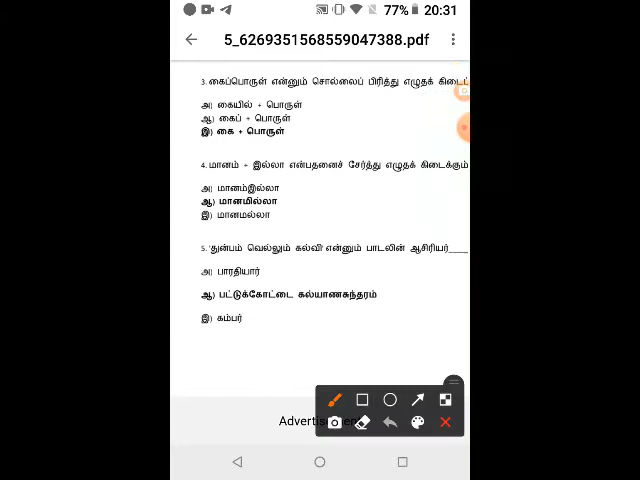 77% 20:31
5_6269351568559047388.pdf
3. கைப்பொருள் என்னும் சொல்லைப் பிரித்து எழுதக்
அ) கையில் + பொருள்
ஆ) கைப் + பொருள்
இ) கை + பொருள்
4. மானம் + இல்லா என்பதனைச் சேர்த்து எழுதக் கிடைக்கும்
அ) மானம்இல்லா
ஆ) மானமில்லா
இ) மானமல்லா
5. 'துன்பம் வெல்லும் கல்வி' என்னும் பாடலின் ஆசிரியர்____
அ) பாரதியார்
ஆ) பட்டுக்கோட்டை கல்யாணசுந்தரம்
இ) கம்பர்